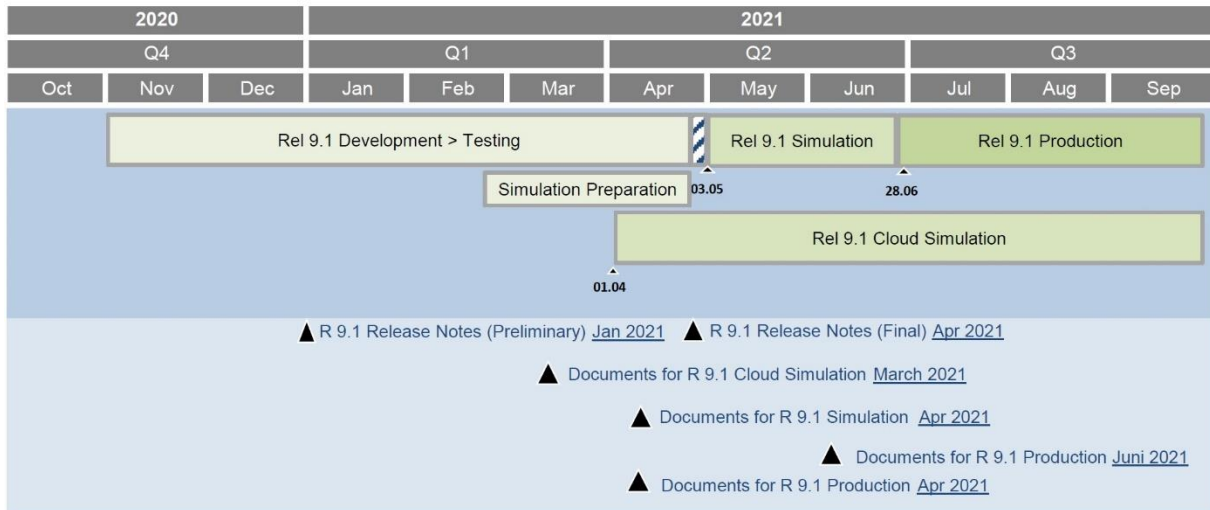 2020 2021
Q4 Q1 Q2 Q3
Oct Nov Dec Jan Feb Mar Apr May Jun Jul Aug Sep
Rel 9.1 Development > Testing Rel 9.1 Simulation Rel 9.1 Production
Simulation Preparation 03.05 28.06
Rel 9.1 Cloud Simulation
01.04
R 9.1 Release Notes (Preliminary) Jan 2021 R 9.1 Release Notes (Final) Apr 2021
Documents for R 9.1 Cloud Simulation March 2021
Documents for R 9.1 Simulation Apr 2021
Documents for R 9.1 Production Juni 2021
Documents for R 9.1 Production Apr 2021